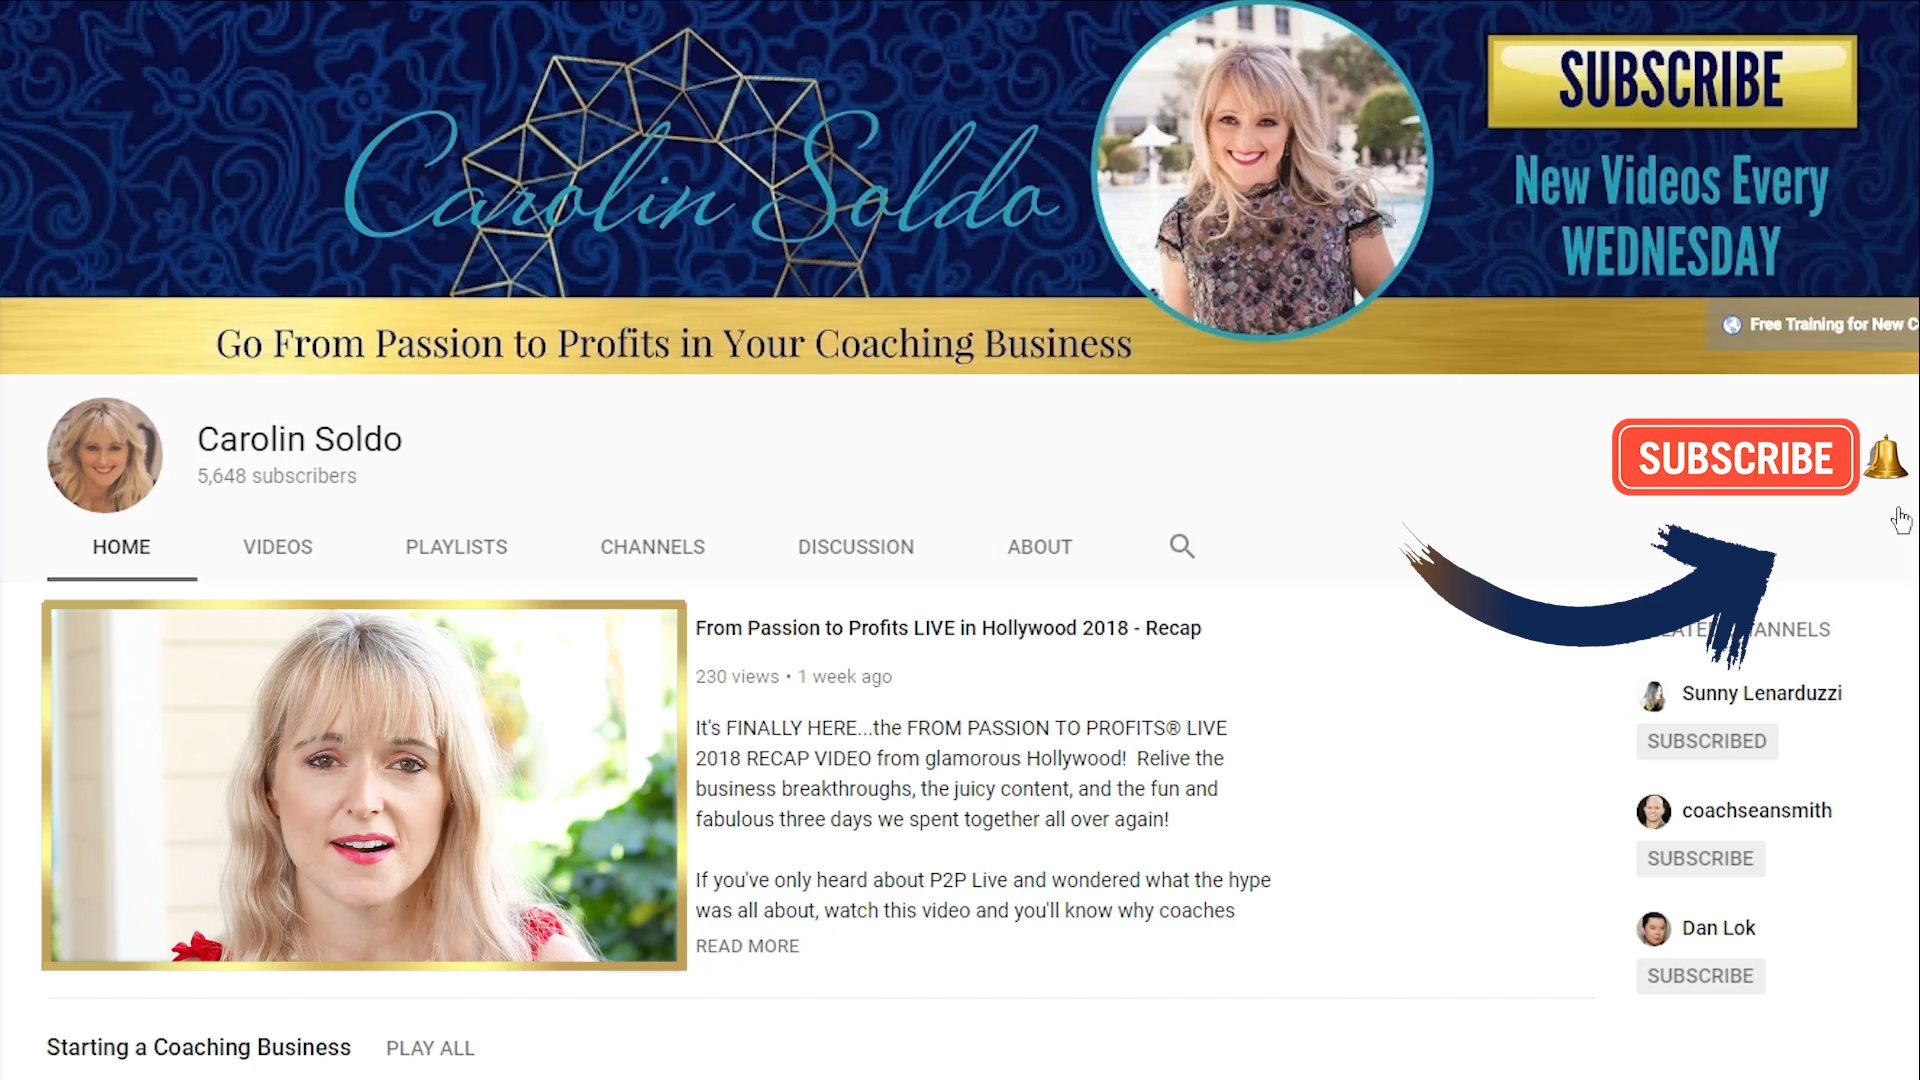 Carolin Soldo
SUBSCRIBE
New Videos Every
WEDNESDAY
Go From Passion to Profits in Your Coaching Business
Free Training for New C
Carolin Soldo
5,648 subscribers
SUBSCRIBE
HOME
VIDEOS
PLAYLISTS
CHANNELS
DISCUSSION
ABOUT
From Passion to Profits LIVE in Hollywood 2018 - Recap
230 views • 1 week ago
It's FINALLY HERE...the FROM PASSION TO PROFITS® LIVE
2018 RECAP VIDEO from glamorous Hollywood!  Relive the
business breakthroughs, the juicy content, and the fun and
fabulous three days we spent together all over again!
If you've only heard about P2P Live and wondered what the hype
was all about, watch this video and you'll know why coaches
READ MORE
Sunny Lenarduzzi
SUBSCRIBED
coachseansmith
SUBSCRIBE
Dan Lok
SUBSCRIBE
Starting a Coaching Business
PLAY ALL